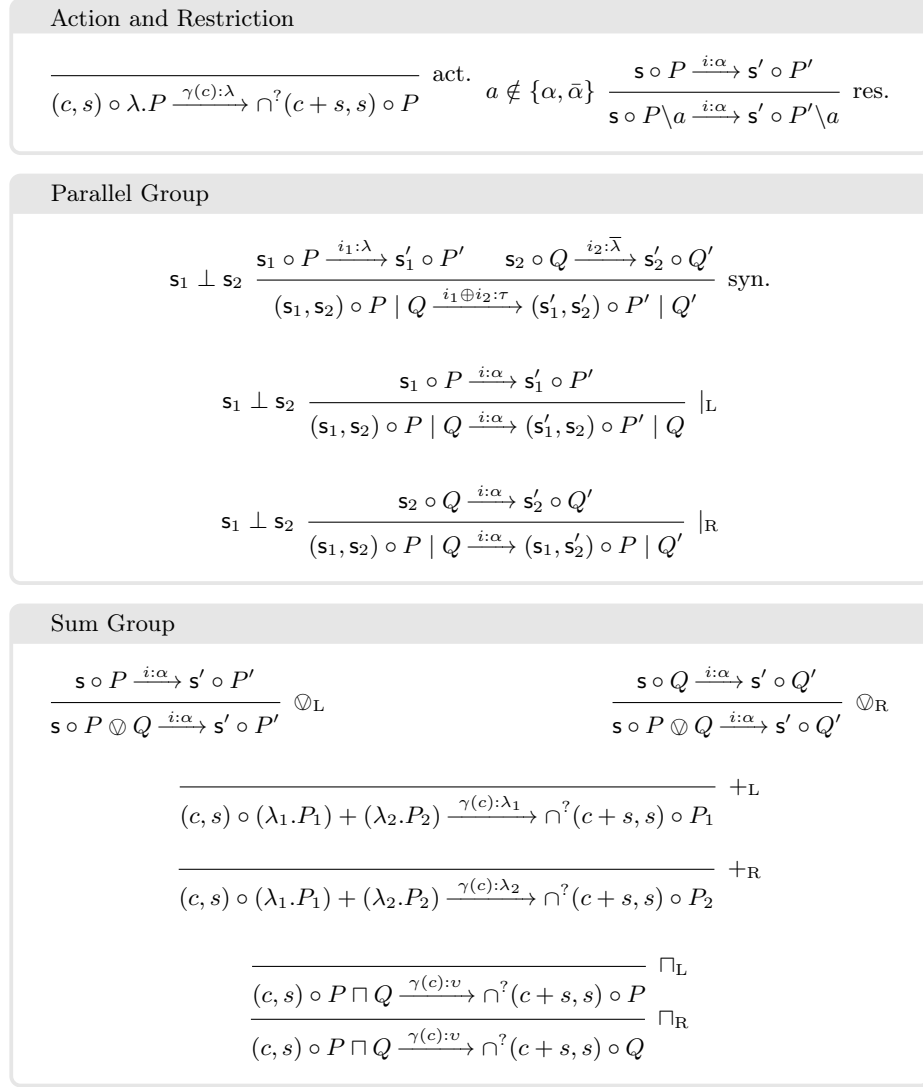 Action and Restriction
(c, s) ∘ λ.P —γ(c):λ→ ∩?(c + s, s) ∘ P act.
a ∉ {α, ᾱ} s ∘ P —i:α→ s′ ∘ P′
s ∘ P\a —i:α→ s′ ∘ P′\a res.
Parallel Group
s₁ ⊥ s₂ s₁ ∘ P —i₁:λ→ s′₁ ∘ P′ s₂ ∘ Q —i₂:λ̄→ s′₂ ∘ Q′
(s₁, s₂) ∘ P | Q —i₁⊕i₂:τ→ (s′₁, s′₂) ∘ P′ | Q′ syn.
s₁ ⊥ s₂ s₁ ∘ P —i:α→ s′₁ ∘ P′
(s₁, s₂) ∘ P | Q —i:α→ (s′₁, s₂) ∘ P′ | Q |L
s₁ ⊥ s₂ s₂ ∘ Q —i:α→ s′₂ ∘ Q′
(s₁, s₂) ∘ P | Q —i:α→ (s₁, s′₂) ∘ P | Q′ |R
Sum Group
s ∘ P —i:α→ s′ ∘ P′
s ∘ P ⦸ Q —i:α→ s′ ∘ P′ ⦸L
s ∘ Q —i:α→ s′ ∘ Q′
s ∘ P ⦸ Q —i:α→ s′ ∘ Q′ ⦸R
(c, s) ∘ (λ₁.P₁) + (λ₂.P₂) —γ(c):λ₁→ ∩?(c + s, s) ∘ P₁ +L
(c, s) ∘ (λ₁.P₁) + (λ₂.P₂) —γ(c):λ₂→ ∩?(c + s, s) ∘ P₂ +R
(c, s) ∘ P ⊓ Q —γ(c):υ→ ∩?(c + s, s) ∘ P ⊓L
(c, s) ∘ P ⊓ Q —γ(c):υ→ ∩?(c + s, s) ∘ Q ⊓R